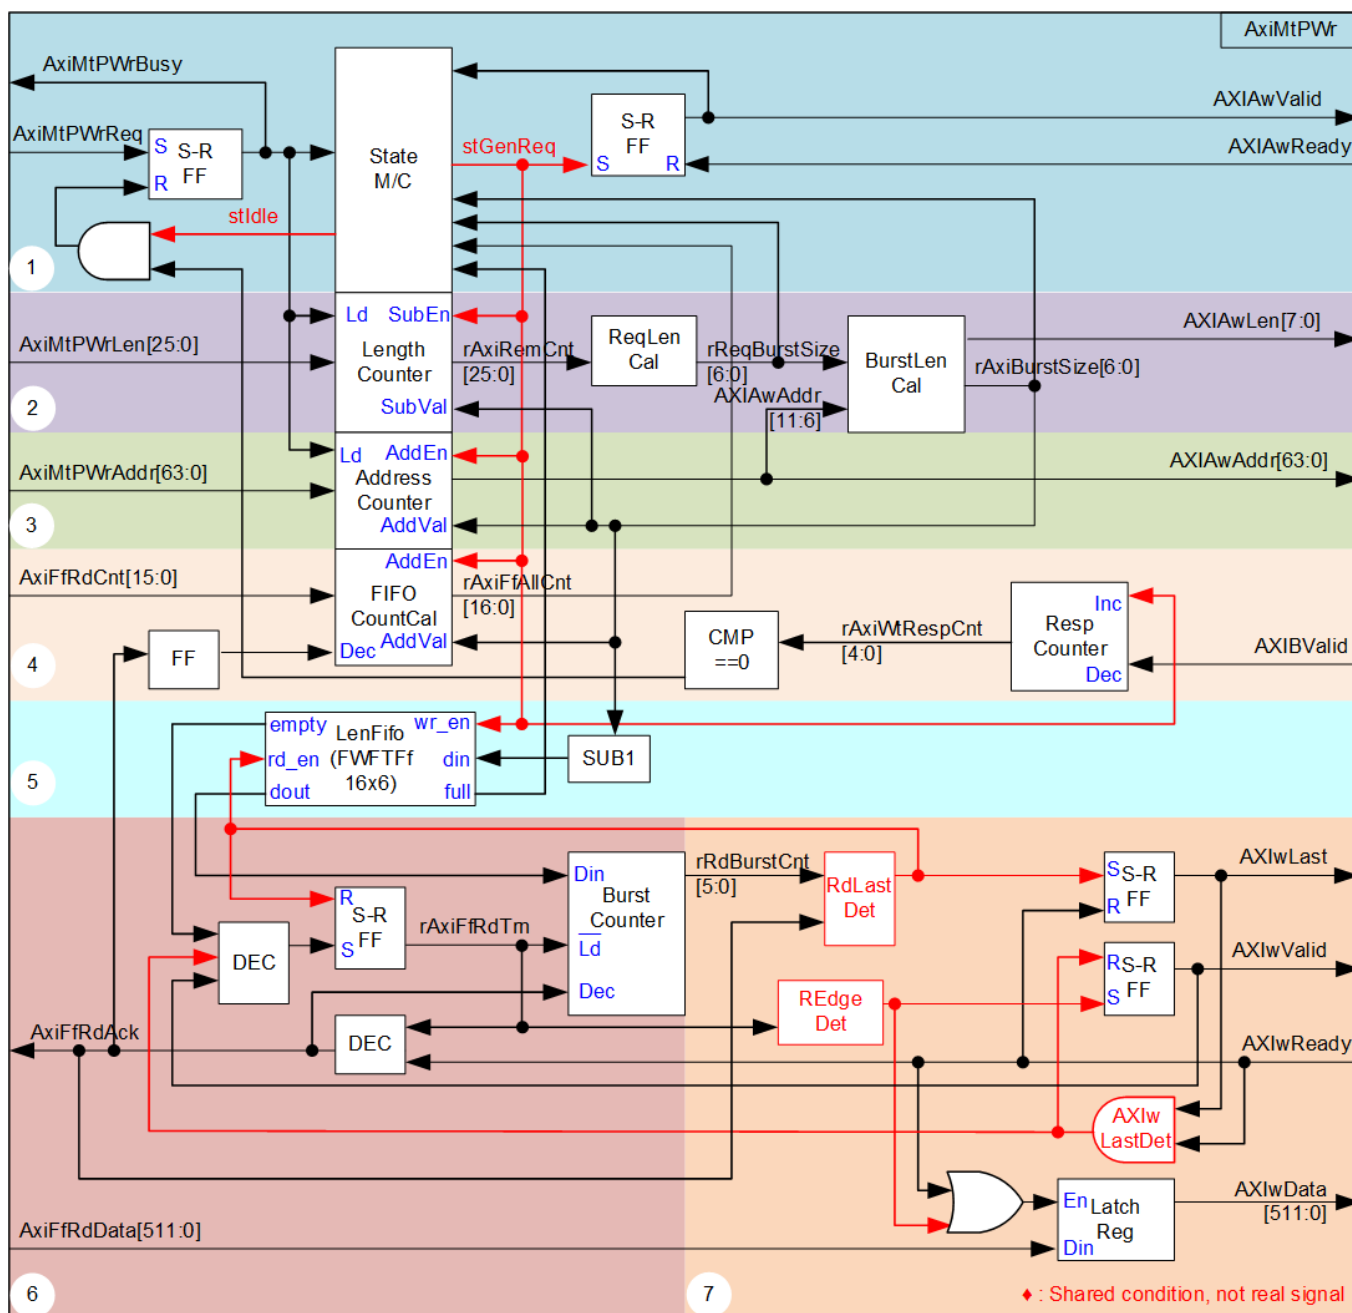 AxiMtPWr
AxiMtPWrBusy
AXIAwValid
AxiMtPWrReq
S
R
S-R
FF
State
M/C
stGenReq
S-R
FF
S
R
AXIAwReady
stIdle
1
AxiMtPWrLen[25:0]
Ld
SubEn
Length
Counter
SubVal
rAxiRemCnt
[25:0]
ReqLen
Cal
rReqBurstSize
[6:0]
AXIAwAddr
[11:6]
BurstLen
Cal
AXIAwLen[7:0]
rAxiBurstSize[6:0]
2
AxiMtPWrAddr[63:0]
Ld
AddEn
Address
Counter
AddVal
AXIAwAddr[63:0]
3
AxiFfRdCnt[15:0]
AddEn
FIFO
CountCal
AddVal
Dec
rAxiFfAllCnt
[16:0]
FF
CMP
==0
rAxiWtRespCnt
[4:0]
Inc
Resp
Counter
Dec
AXIBValid
4
empty
wr_en
LenFifo
rd_en
(FWFTFf
din
16x6)
dout
full
SUB1
5
Din
Burst
Counter
Ld
Dec
rRdBurstCnt
[5:0]
RdLast
Det
S
S-R
R
FF
AXIwLast
R
S-R
S
FF
rAxiFfRdTrn
DEC
R
S-R
S
FF
AXIwValid
REdge
Det
AxiFfRdAck
DEC
AXIwReady
AXIw
LastDet
AxiFfRdData[511:0]
En
Latch
Reg
Din
AXIwData
[511:0]
6
7
♦ : Shared condition, not real signal